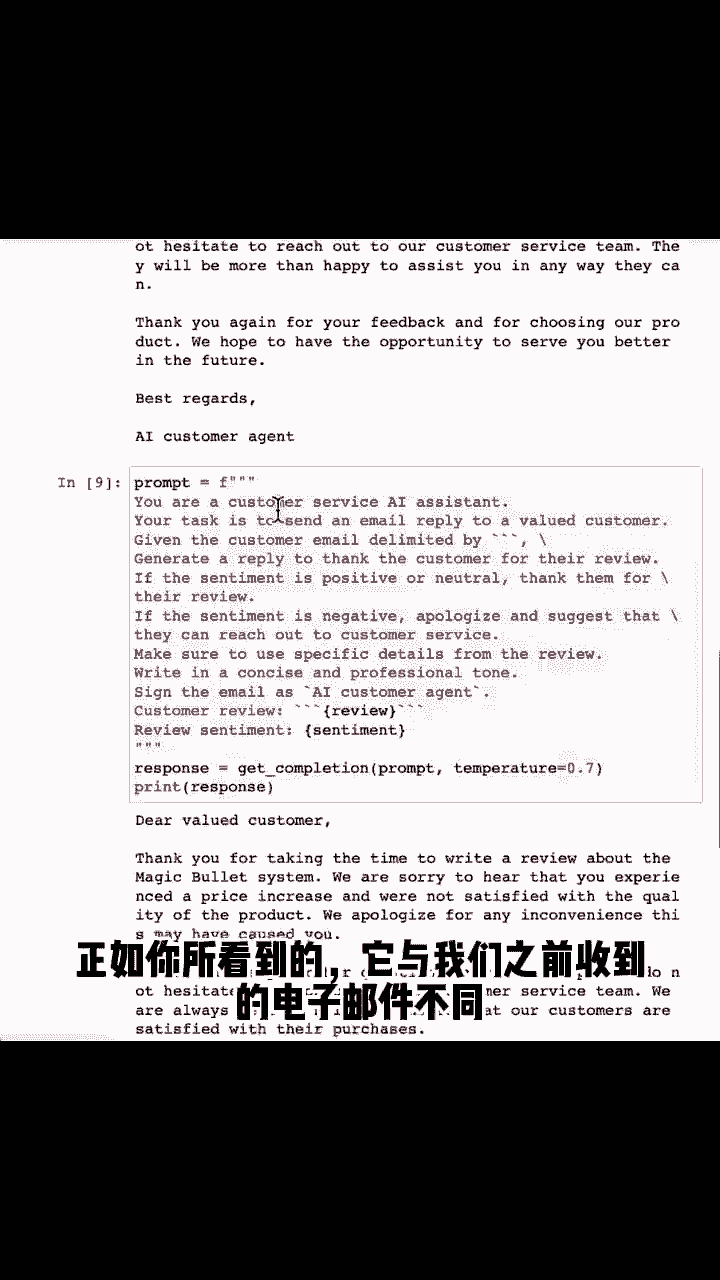 ot hesitate to reach out to our customer service team. The
y will be more than happy to assist you in any way they ca
n.
Thank you again for your feedback and for choosing our pro
duct. We hope to have the opportunity to serve you better
in the future.
Best regards,
AI customer agent
In [9]: prompt = f"""
You are a customer service AI assistant.
Your task is to send an email reply to a valued customer.
Given the customer email delimited by ```, \
Generate a reply to thank the customer for their review.
If the sentiment is positive or neutral, thank them for \
their review.
If the sentiment is negative, apologize and suggest that \
they can reach out to customer service.
Make sure to use specific details from the review.
Write in a concise and professional tone.
Sign the email as `AI customer agent`.
Customer review: ```{review}```
Review sentiment: {sentiment}
"""
response = get_completion(prompt, temperature=0.7)
print(response)
Dear valued customer,
Thank you for taking the time to write a review about the
Magic Bullet system. We are sorry to hear that you experie
nced a price increase and were not satisfied with the qual
ity of the product. We apologize for any inconvenience thi
s may have caused you.
正如你所看到的，它与我们之前收到
的电子邮件不同
do n
ot hesitate mer service team. We
are always at our customers are
satisfied with their purchases.